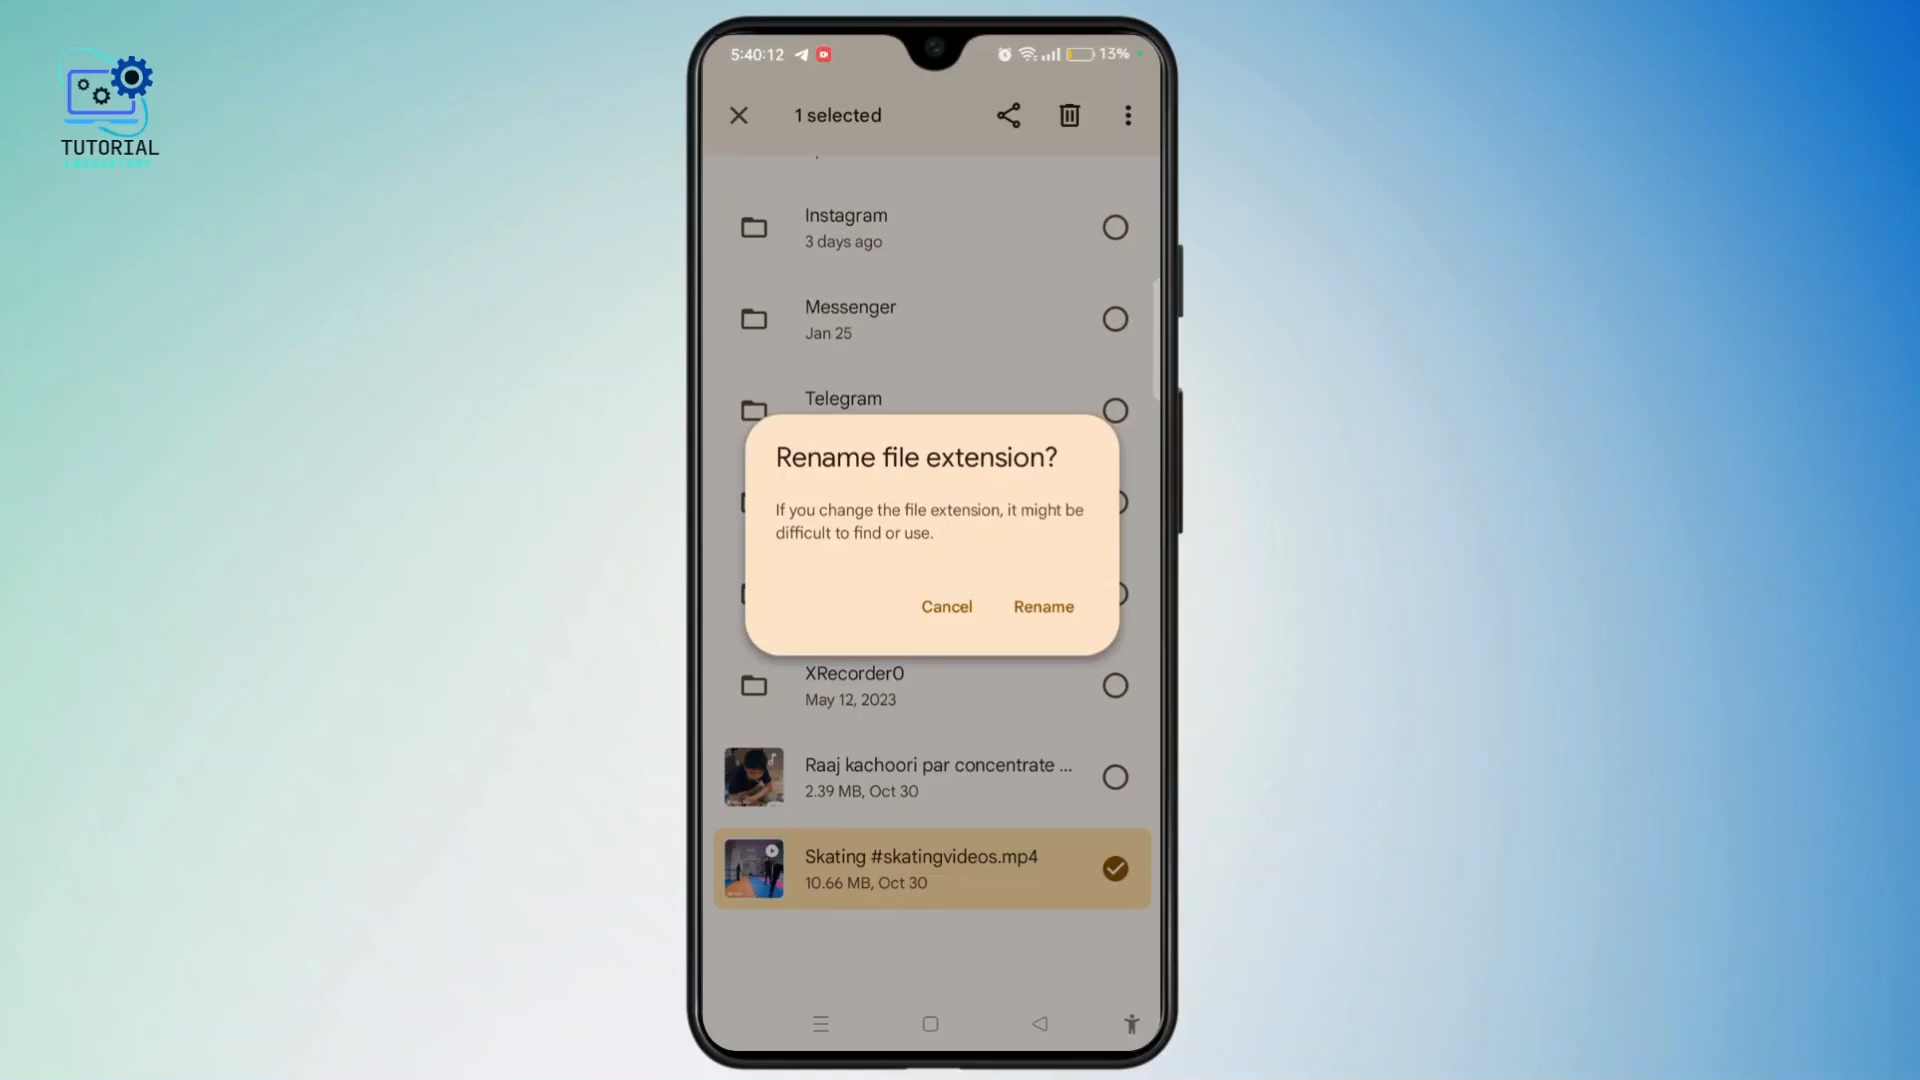 TUTORIAL
LABORATORY
5:40:12
13%
1 selected
Instagram
3 days ago
Messenger
Jan 25
Telegram
Rename file extension?
If you change the file extension, it might be
difficult to find or use.
Cancel
Rename
XRecorder0
May 12, 2023
Raaj kachoori par concentrate ...
2.39 MB, Oct 30
Skating #skatingvideos.mp4
10.66 MB, Oct 30